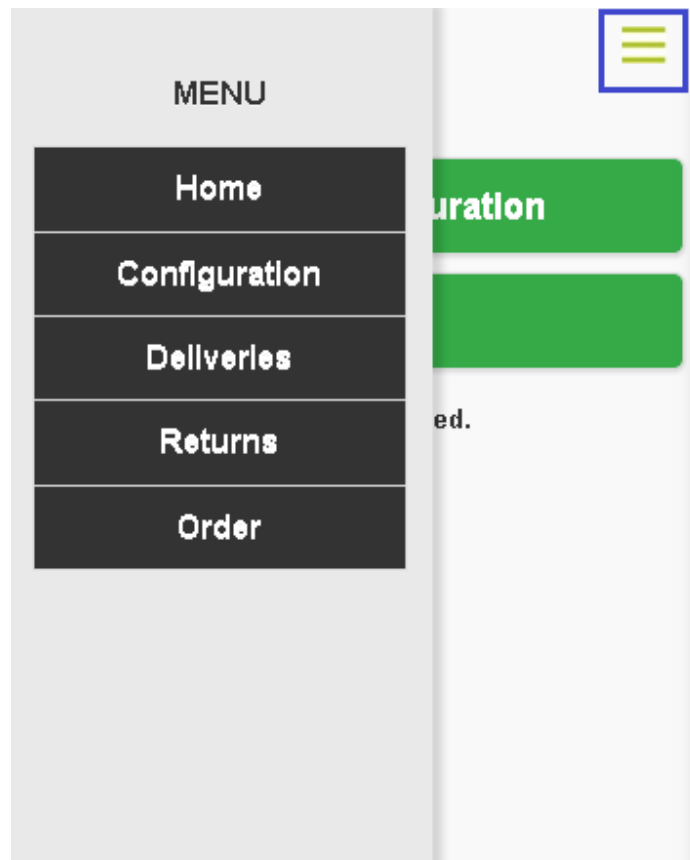 MENU
Home
uration
Configuration
Deliveries
Returns
ed.
Order